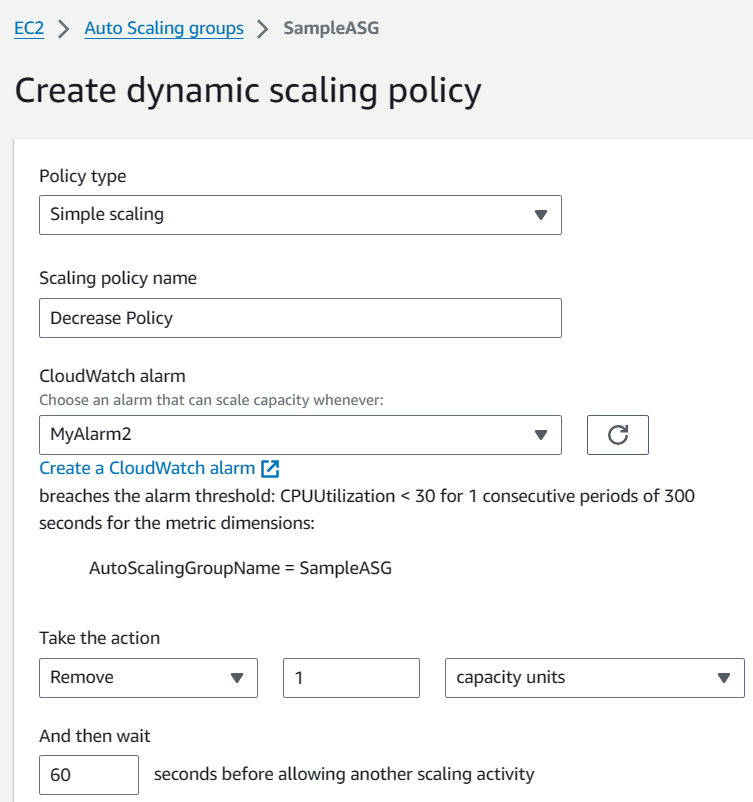 EC2 > Auto Scaling groups > SampleASG
Create dynamic scaling policy
Policy type
Simple scaling
Scaling policy name
Decrease Policy
CloudWatch alarm
Choose an alarm that can scale capacity whenever:
MyAlarm2
Create a CloudWatch alarm
breaches the alarm threshold: CPUUtilization < 30 for 1 consecutive periods of 300
seconds for the metric dimensions:
AutoScalingGroupName = SampleASG
Take the action
Remove 1 capacity units
And then wait
60 seconds before allowing another scaling activity